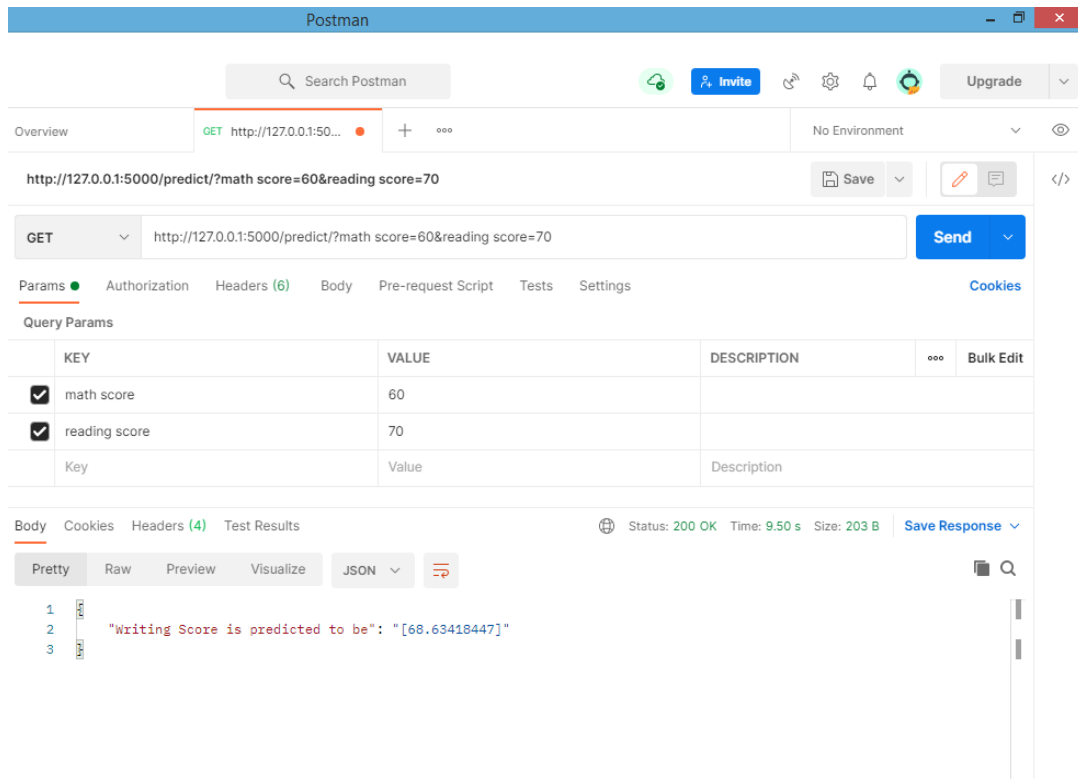 Postman
Search Postman
Invite
Upgrade
Overview
GET http://127.0.0.1:50...
No Environment
http://127.0.0.1:5000/predict/?math score=60&reading score=70
Save
</>
GET http://127.0.0.1:5000/predict/?math score=60&reading score=70 Send
Params Authorization Headers (6) Body Pre-request Script Tests Settings Cookies
Query Params
KEY VALUE DESCRIPTION ooo Bulk Edit
math score 60
reading score 70
Key Value Description
Body Cookies Headers (4) Test Results Status: 200 OK Time: 9.50 s Size: 203 B Save Response
Pretty Raw Preview Visualize JSON
1 {
2 "Writing Score is predicted to be": "[68.63418447]"
3 }